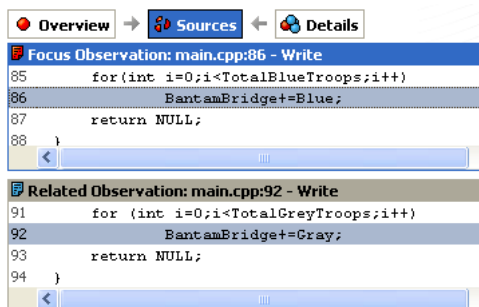 Overview Sources Details
Focus Observation: main.cpp:86 - Write
85 for(int i=0;i<TotalBlueTroops;i++)
86 BantamBridge+=Blue;
87 return NULL;
88 }
Related Observation: main.cpp:92 - Write
91 for (int i=0;i<TotalGreyTroops;i++)
92 BantamBridge+=Gray;
93 return NULL;
94 }